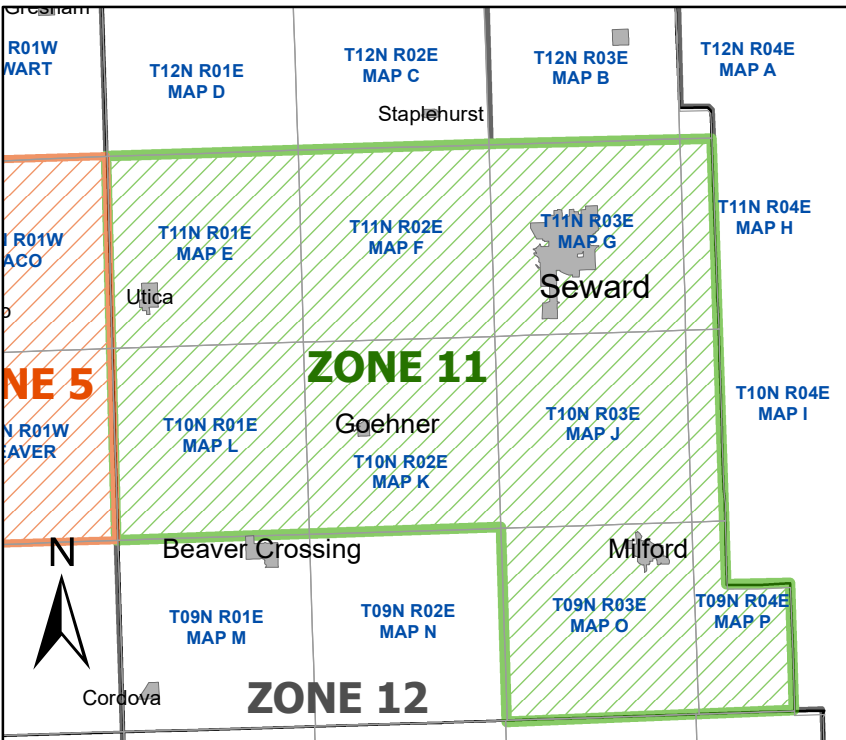 Gresham
R01W
WART
T12N R01E
MAP D
T12N R02E
MAP C
T12N R03E
MAP B
T12N R04E
MAP A
Staplehurst
R01W
ACO
T11N R01E
MAP E
T11N R02E
MAP F
T11N R03E
MAP G
T11N R04E
MAP H
Utica
Seward
NE 5
ZONE 11
N R01W
EAVER
T10N R01E
MAP L
Goehner
T10N R02E
MAP K
T10N R03E
MAP J
T10N R04E
MAP I
N
Beaver Crossing
Milford
T09N R01E
MAP M
T09N R02E
MAP N
T09N R03E
MAP O
T09N R04E
MAP P
Cordova
ZONE 12